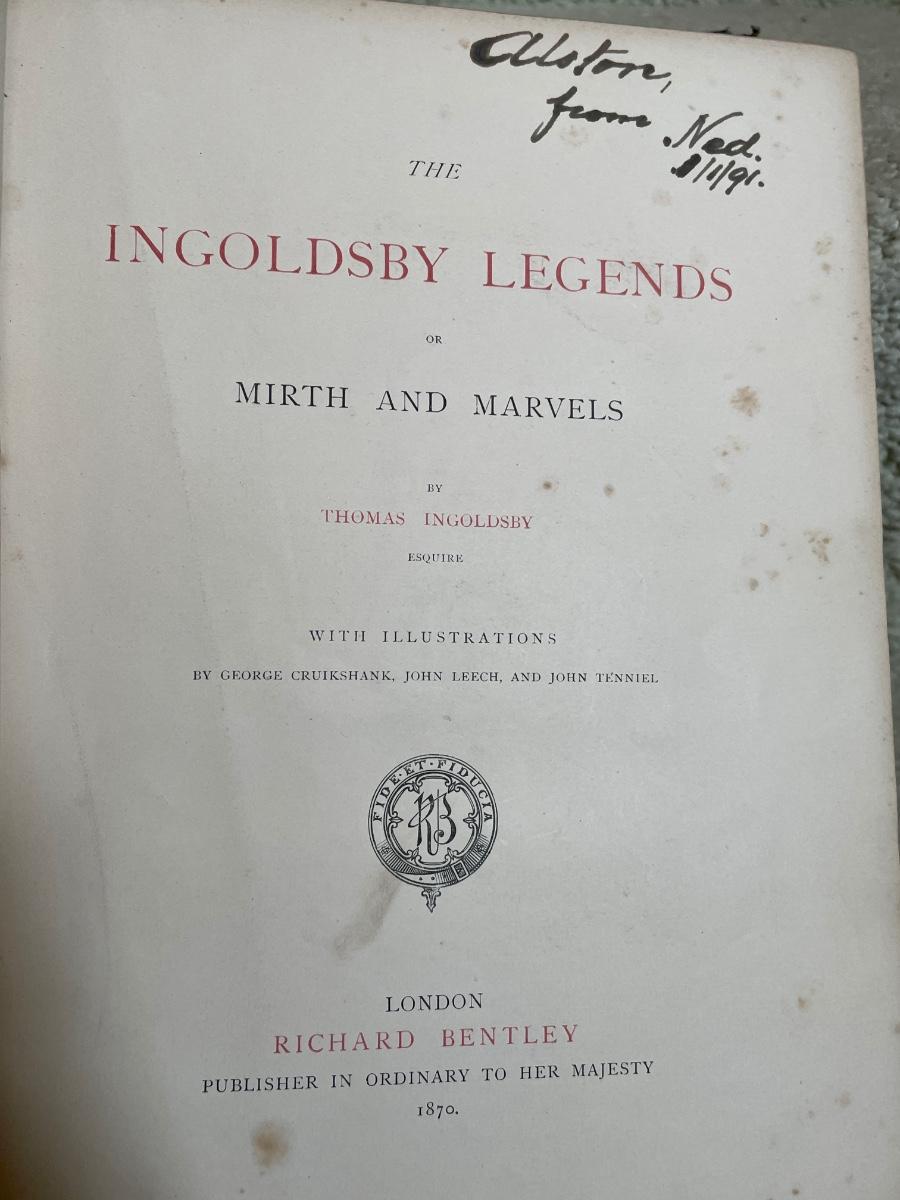 Alston,
from Ned.
1/1/91.
THE
INGOLDSBY LEGENDS
OR
MIRTH AND MARVELS
BY
THOMAS INGOLDSBY
ESQUIRE
WITH ILLUSTRATIONS
BY GEORGE CRUIKSHANK, JOHN LEECH, AND JOHN TENNIEL
FIDE·ET·FIDUCIA
RB
LONDON
RICHARD BENTLEY
PUBLISHER IN ORDINARY TO HER MAJESTY
1870.